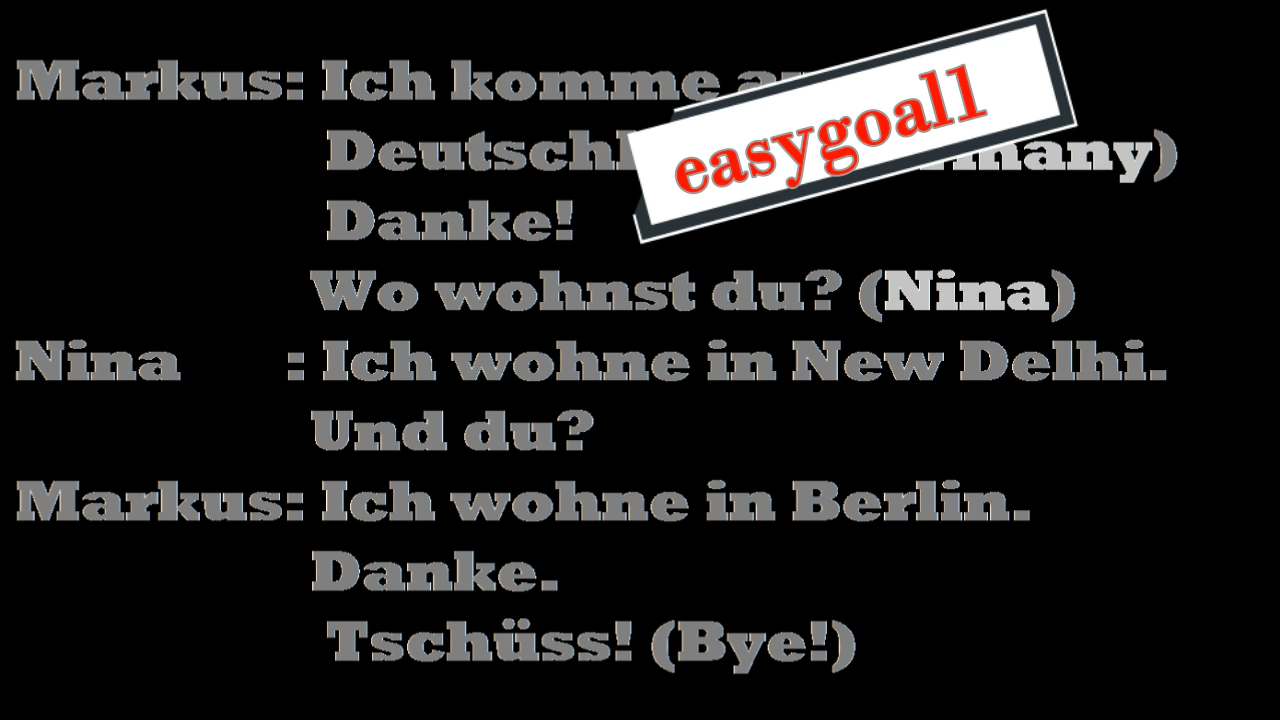 Markus: Ich komme
easygoall
Danke!
Wo wohnst du? (Nina)
Nina : Ich wohne in New Delhi.
Und du?
Markus: Ich wohne in Berlin.
Danke.
Tschüss! (Bye!)